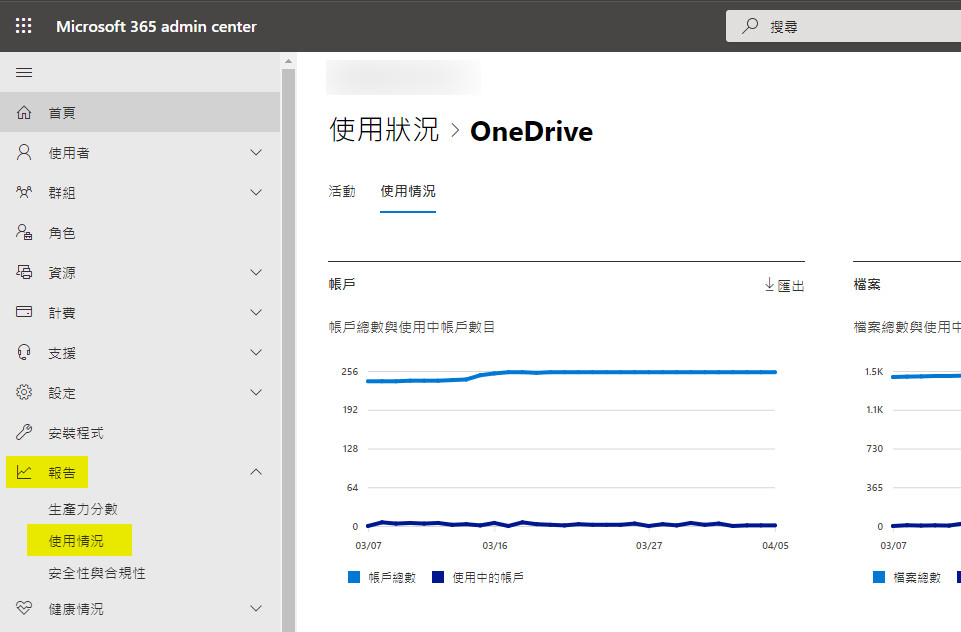 Microsoft 365 admin center
搜尋
首頁
使用者
群組
角色
資源
計費
支援
設定
安裝程式
報告
生產力分數
使用情況
安全性與合規性
健康情況
使用狀況 > OneDrive
活動 使用情況
帳戶 匯出
帳戶總數與使用中帳戶數目
256
192
128
64
0
03/07 03/16 03/27 04/05
帳戶總數 使用中的帳戶
檔案
檔案總數與使用中
1.5K
1.1K
730
365
0
03/07
檔案總數